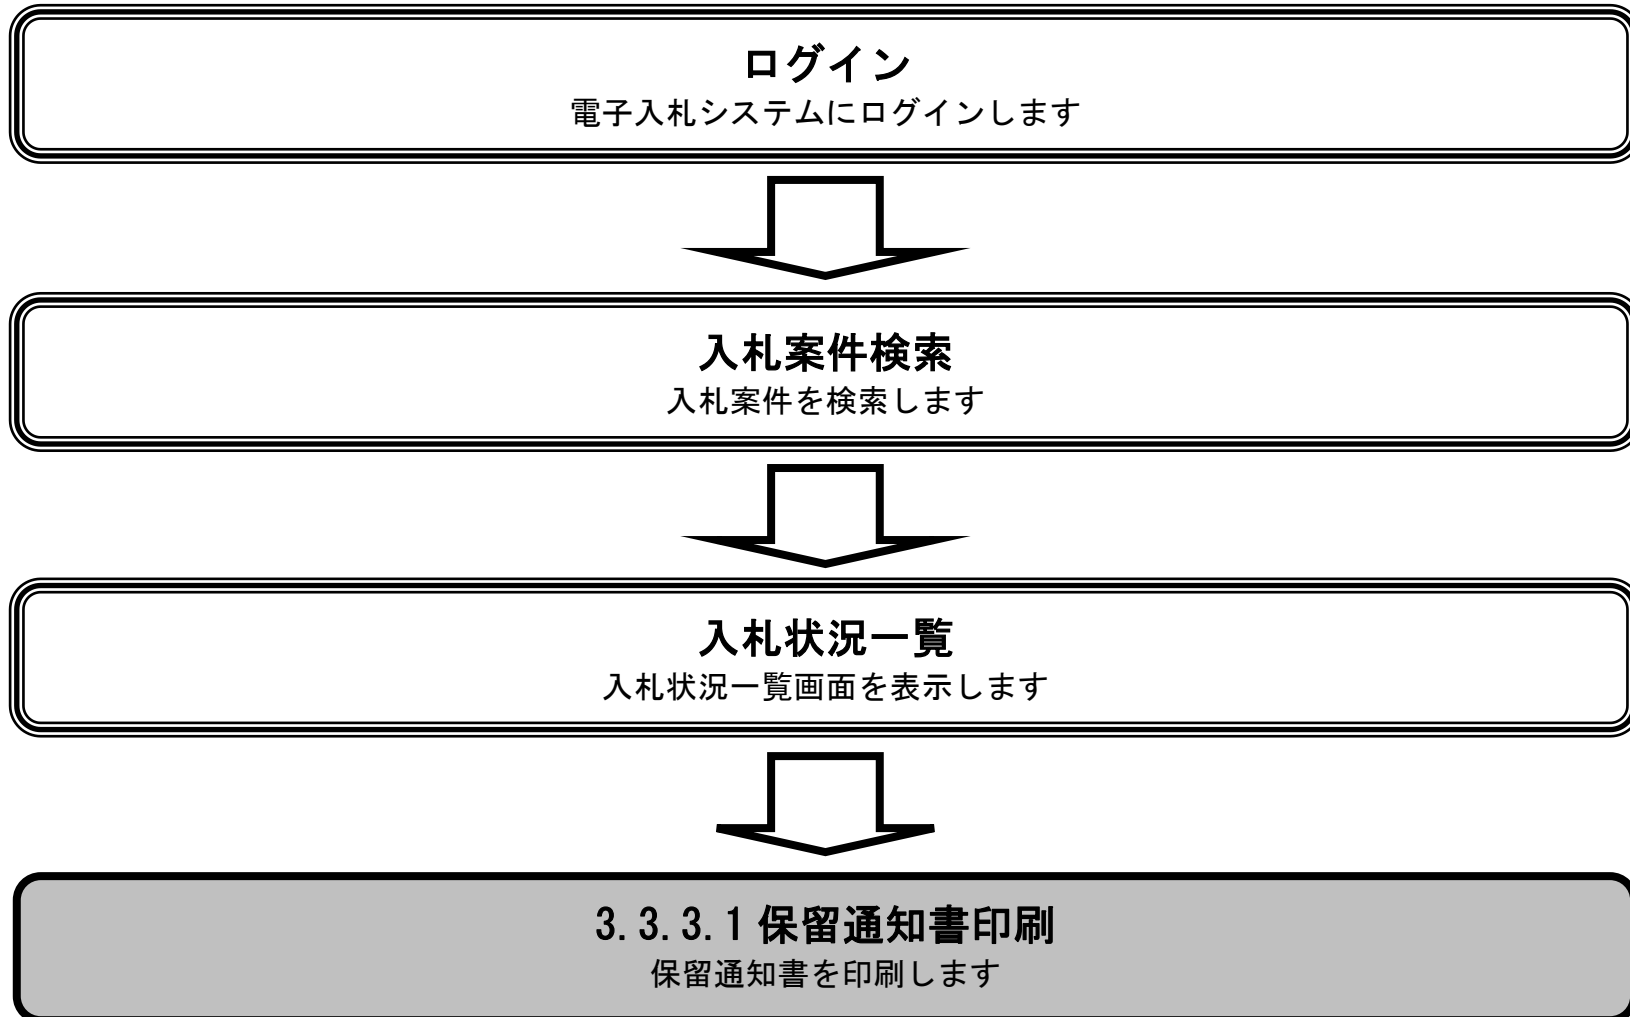 ログイン
電子入札システムにログインします
入札案件検索
入札案件を検索します
入札状況一覧
入札状況一覧画面を表示します
3.3.3.1 保留通知書印刷
保留通知書を印刷します